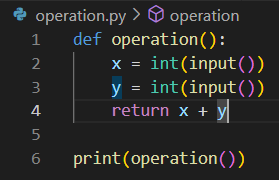 operation.py > operation
1 def operation():
2     x = int(input())
3     y = int(input())
4     return x + y
5
6 print(operation())